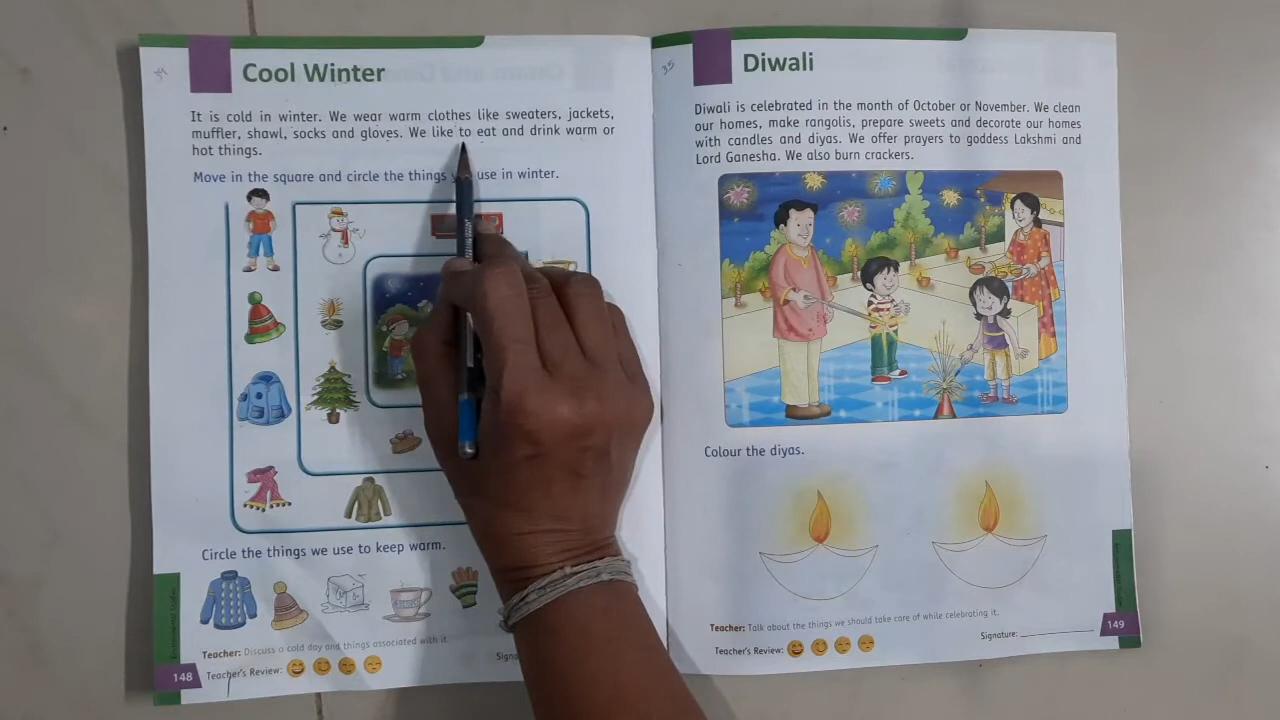 34
Cool Winter
It is cold in winter. We wear warm clothes like sweaters, jackets,
muffler, shawl, socks and gloves. We like to eat and drink warm or
hot things.
Move in the square and circle the things use in winter.
Circle the things we use to keep warm.
Teacher: Discuss a cold day and things associated with it.
Teacher's Review:
148
35
Diwali
Diwali is celebrated in the month of October or November. We clean
our homes, make rangolis, prepare sweets and decorate our homes
with candles and diyas. We offer prayers to goddess Lakshmi and
Lord Ganesha. We also burn crackers.
Colour the diyas.
Teacher: Talk about the things we should take care of while celebrating it.
Teacher's Review:
Signature:
149